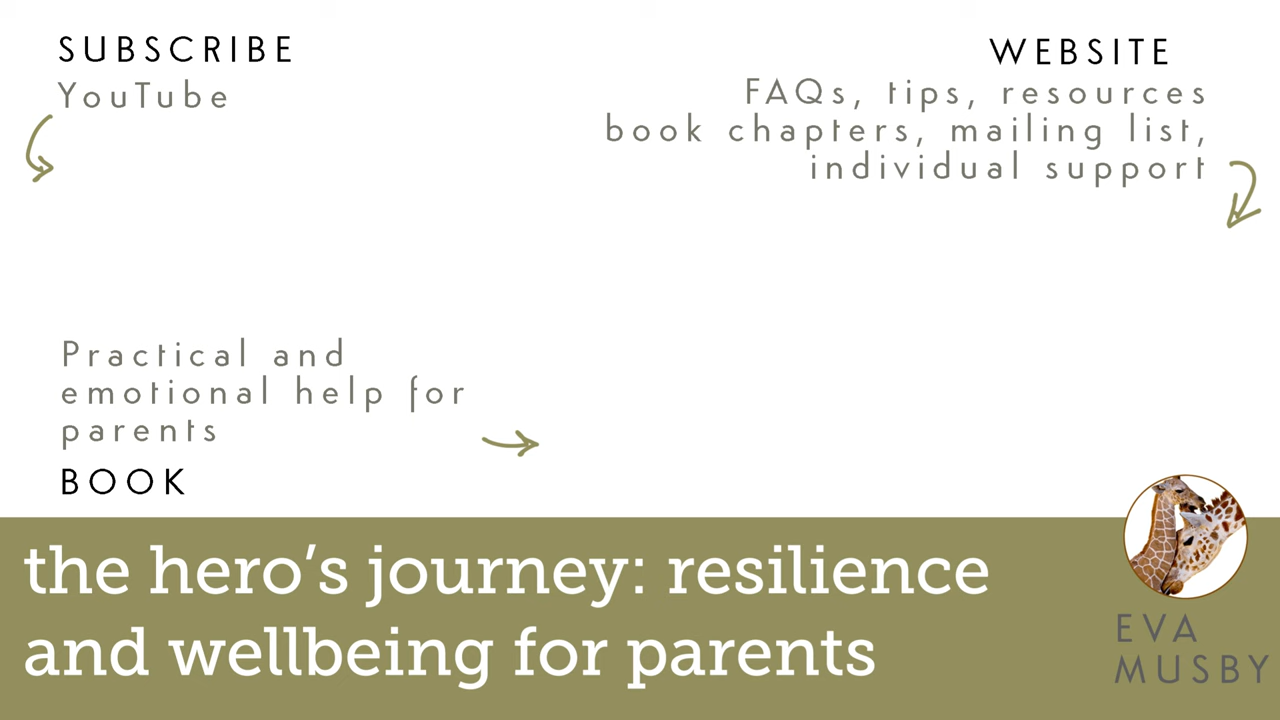 SUBSCRIBE
YouTube
WEBSITE
FAQs, tips, resources
book chapters, mailing list,
individual support
Practical and
emotional help for
parents
BOOK
the hero’s journey: resilience
and wellbeing for parents
EVA
MUSBY